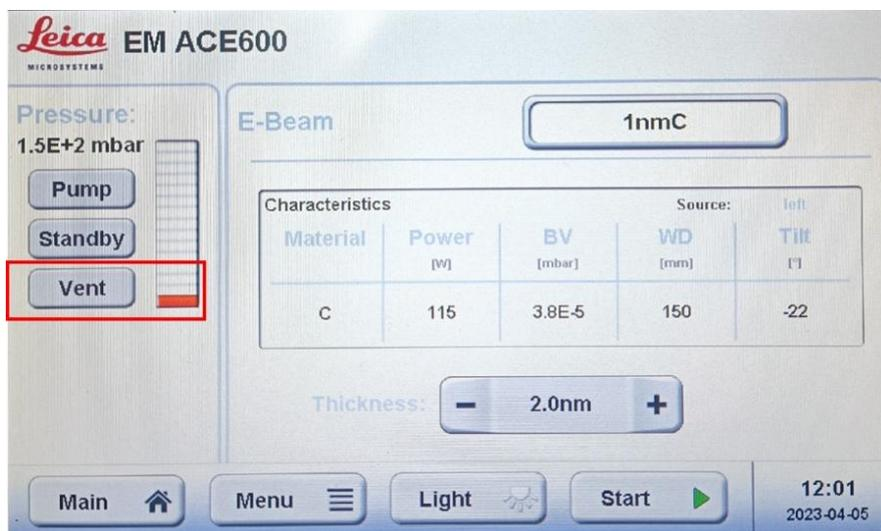 Leica EM ACE600
MICROSYSTEMS
Pressure:
1.5E+2 mbar
Pump
Standby
Vent
E-Beam
1nmC
Characteristics
Source: left
Material Power BV WD Tilt
[W] [mbar] [mm] [°]
C 115 3.8E-5 150 -22
Thickness: − 2.0nm +
Main
Menu
Light
Start
12:01
2023-04-05